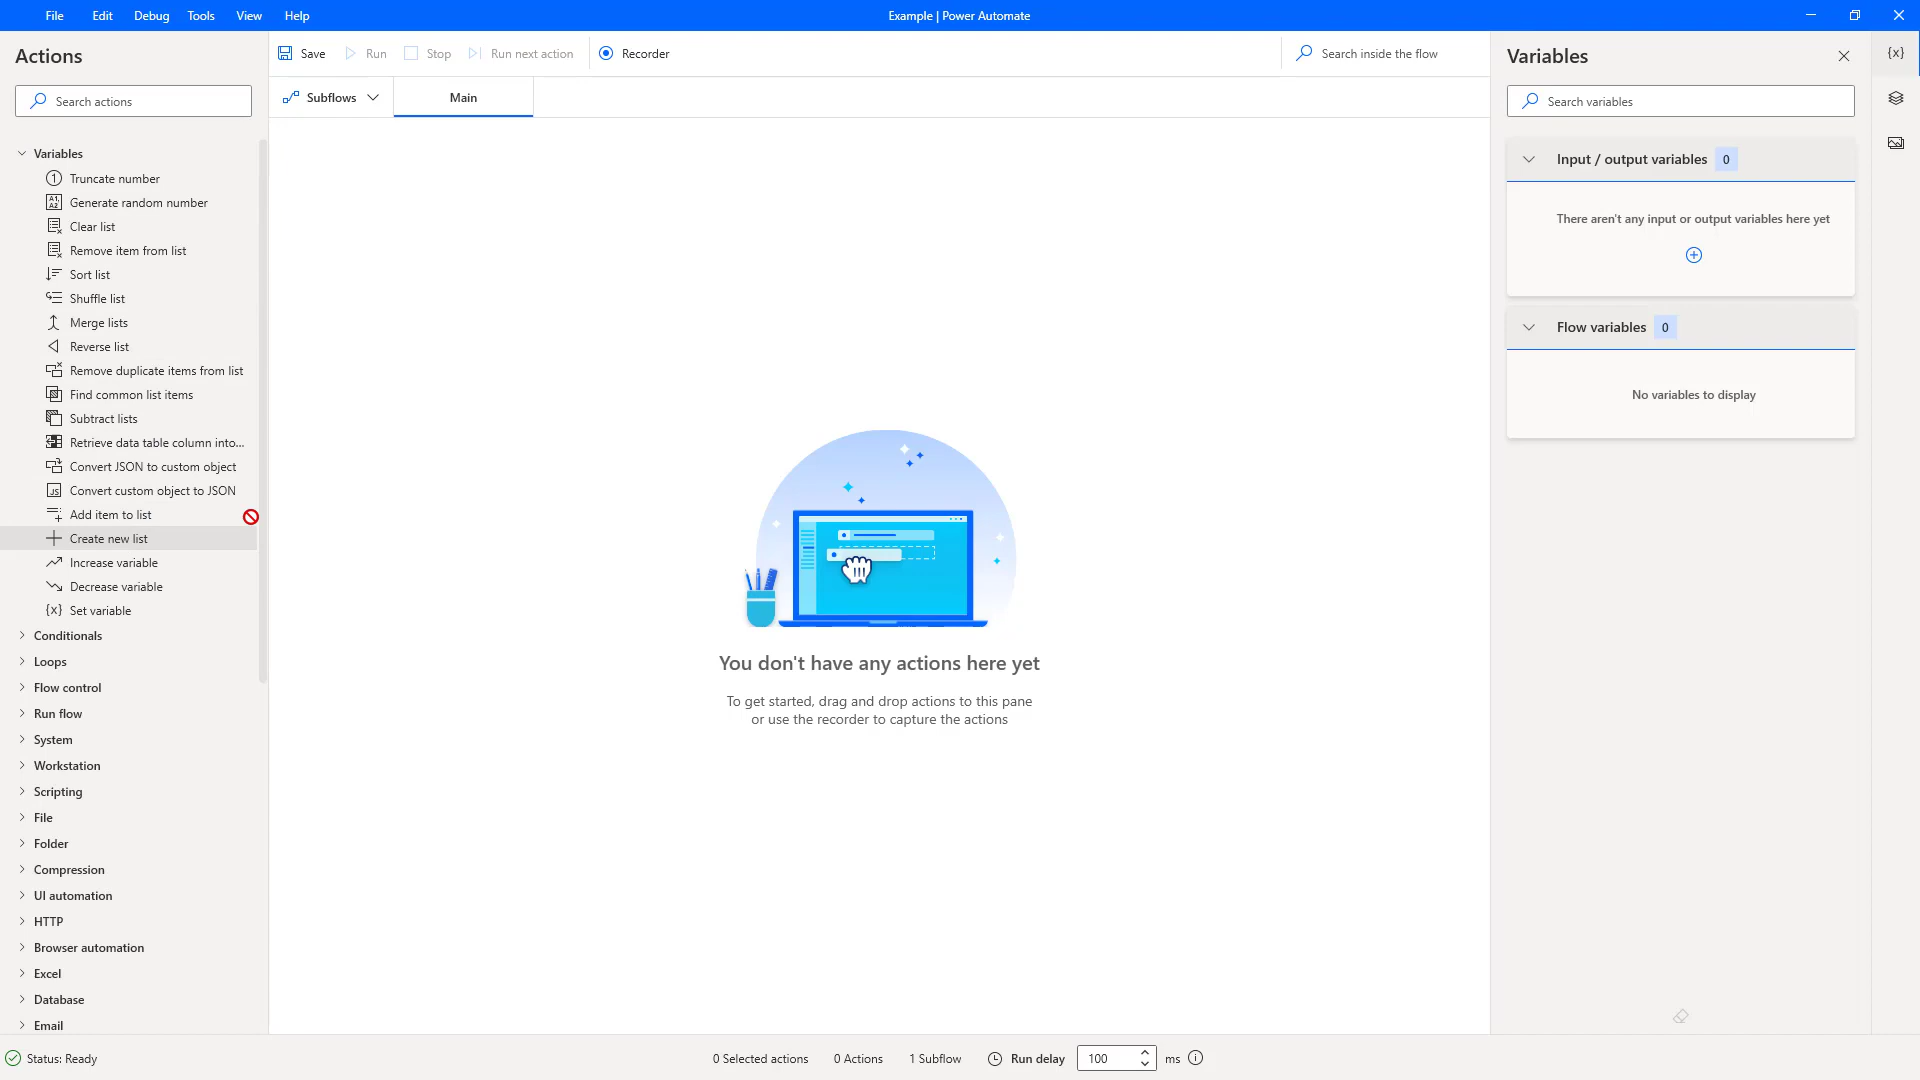 File Edit Debug Tools View Help
Example | Power Automate
Actions
Search actions
Variables
Truncate number
Generate random number
Clear list
Remove item from list
Sort list
Shuffle list
Merge lists
Reverse list
Remove duplicate items from list
Find common list items
Subtract lists
Retrieve data table column into...
Convert JSON to custom object
Convert custom object to JSON
Add item to list
Create new list
Increase variable
Decrease variable
{x} Set variable
Conditionals
Loops
Flow control
Run flow
System
Workstation
Scripting
File
Folder
Compression
UI automation
HTTP
Browser automation
Excel
Database
Email
Save Run Stop Run next action Recorder
Search inside the flow
Subflows
Main
You don't have any actions here yet
To get started, drag and drop actions to this pane
or use the recorder to capture the actions
Variables
{x}
Search variables
Input / output variables 0
There aren't any input or output variables here yet
Flow variables 0
No variables to display
Status: Ready
0 Selected actions 0 Actions 1 Subflow Run delay 100 ms